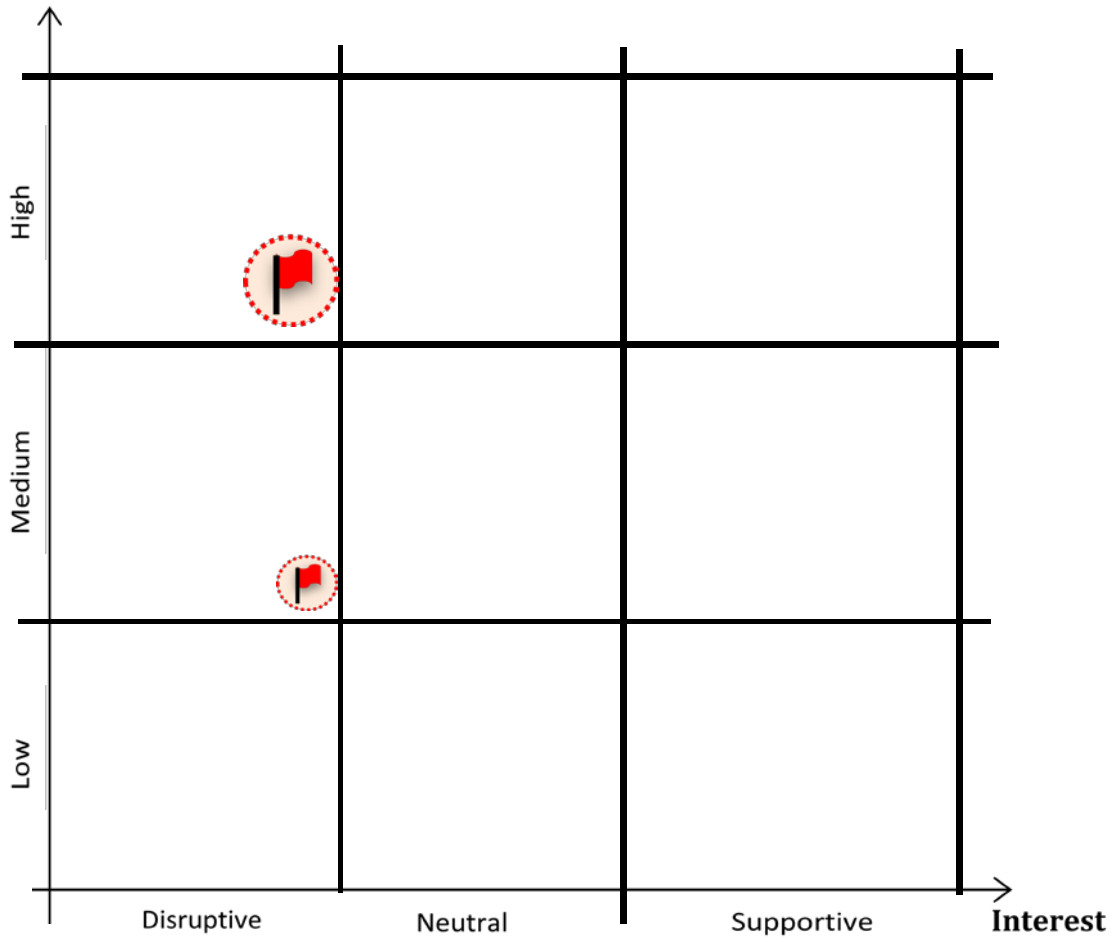 High
Medium
Low
Disruptive
Neutral
Supportive
Interest